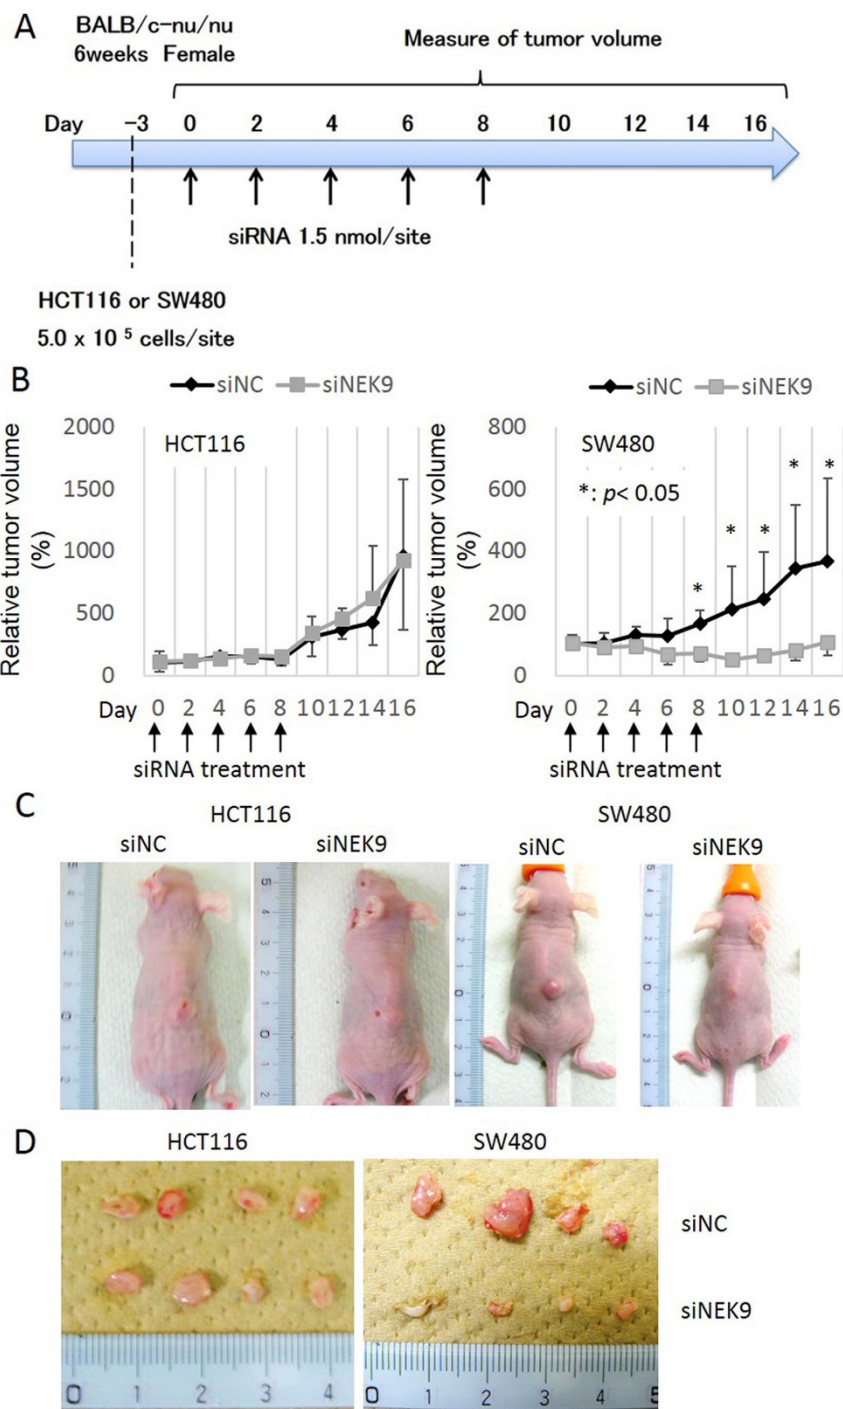 A
BALB/c-nu/nu
6weeks Female
Measure of tumor volume
Day -3 0 2 4 6 8 10 12 14 16
siRNA 1.5 nmol/site
HCT116 or SW480
5.0 x 10 5 cells/site
B
siNC siNEK9
siNC siNEK9
Relative tumor volume
(%)
2000
1500
1000
500
0
HCT116
Day 0 2 4 6 8 10 12 14 16
siRNA treatment
Relative tumor volume
(%)
800
600
400
200
0
SW480
*: p< 0.05
* * * * *
Day 0 2 4 6 8 10 12 14 16
siRNA treatment
C
HCT116 SW480
siNC siNEK9 siNC siNEK9
D
HCT116 SW480
siNC
siNEK9
0 1 2 3 4
0 1 2 3 4 5